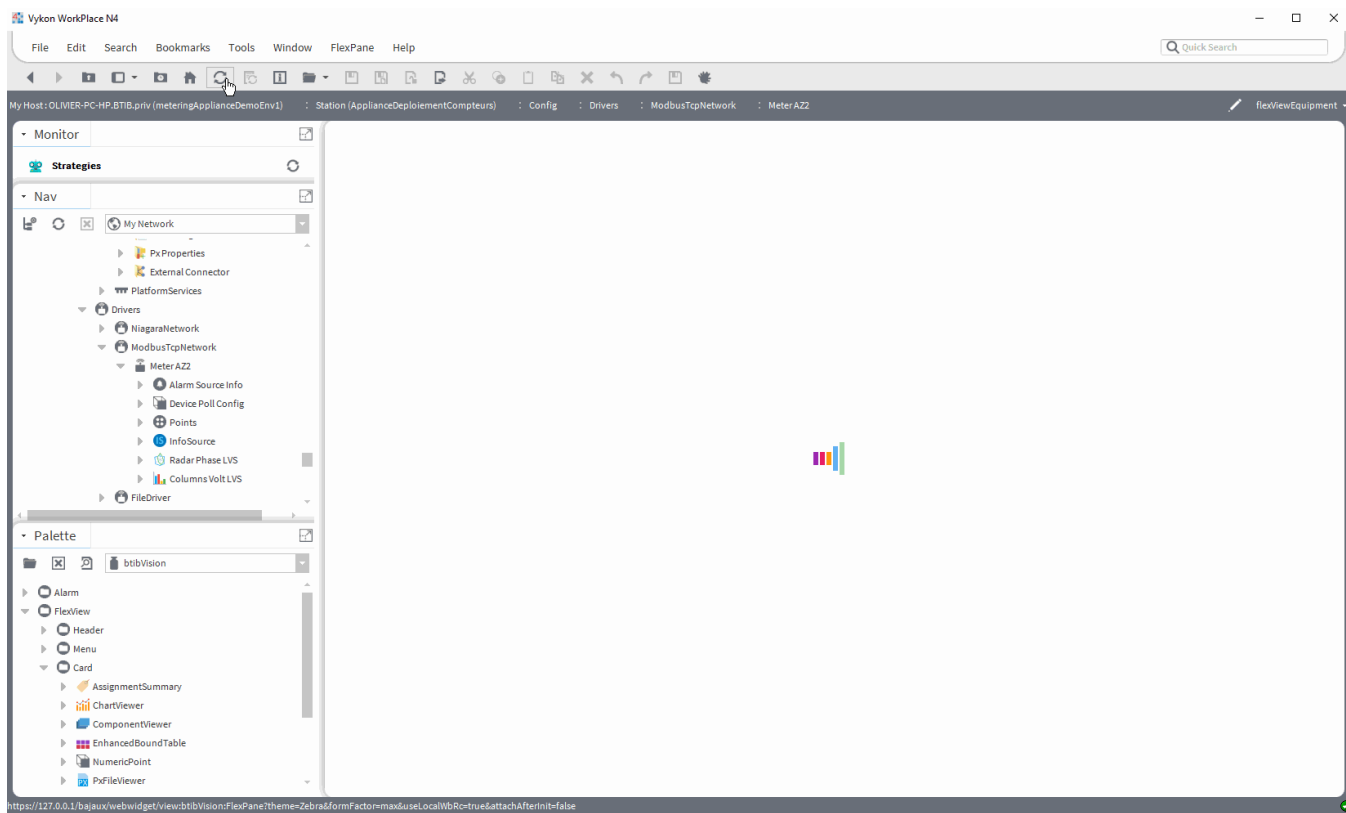 Vykon WorkPlace N4
File Edit Search Bookmarks Tools Window FlexPane Help
Quick Search
My Host : OLIVIER-PC-HP.BTIB.priv (meteringApplianceDemoEnv1) : Station (ApplianceDeploiementCompteurs) : Config : Drivers : ModbusTcpNetwork : Meter AZ2
flexViewEquipment
Monitor
Strategies
Nav
My Network
Px Properties
External Connector
PlatformServices
Drivers
NiagaraNetwork
ModbusTcpNetwork
Meter AZ2
Alarm Source Info
Device Poll Config
Points
IS InfoSource
Radar Phase LVS
Columns Volt LVS
FileDriver
Palette
btibVision
Alarm
FlexView
Header
Menu
Card
AssignmentSummary
ChartViewer
ComponentViewer
EnhancedBoundTable
NumericPoint
PX PxFileViewer
https://127.0.0.1/bajaux/webwidget/view:btibVision:FlexPane?theme=Zebra&formFactor=max&useLocalWbRc=true&attachAfterInit=false